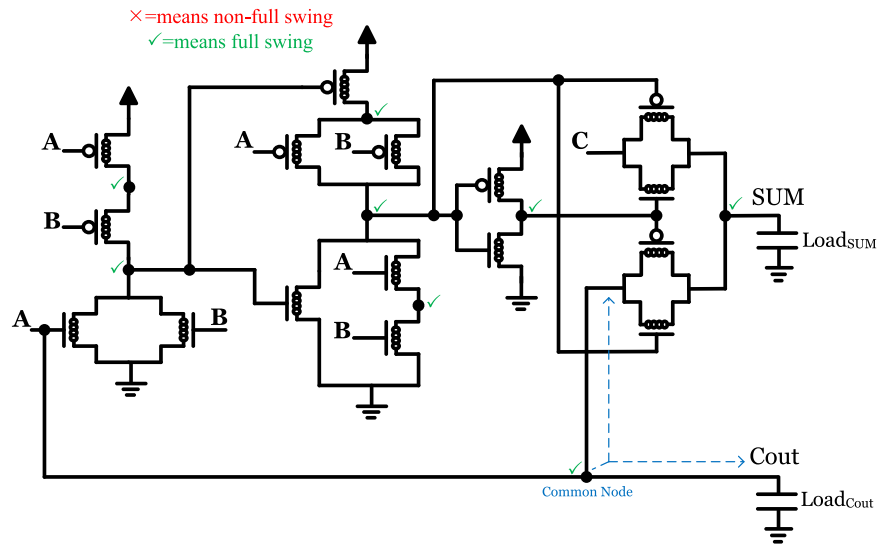 ×=means non-full swing
✓=means full swing
A
B
A
B
A
B
A
B
C
SUM
LoadSUM
Cout
Common Node
LoadCout